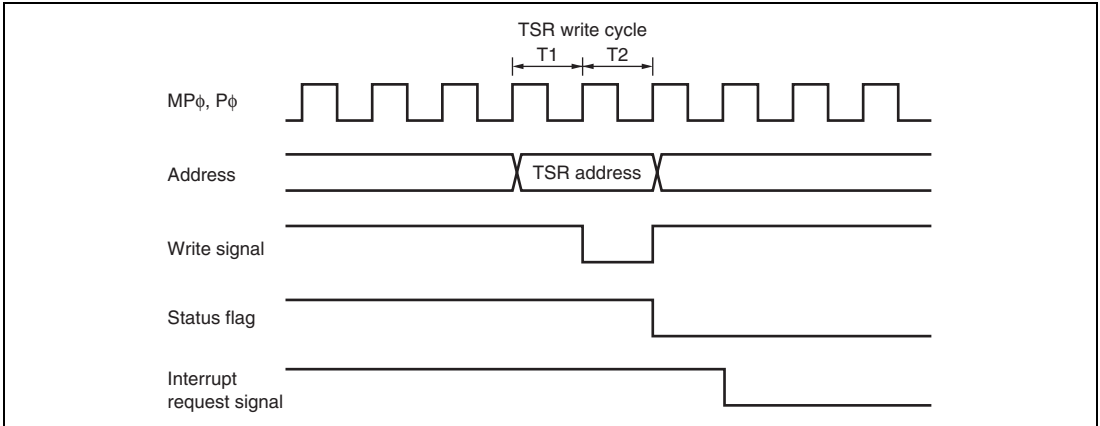 TSR write cycle
T1 T2
MPφ, Pφ
Address
TSR address
Write signal
Status flag
Interrupt
request signal